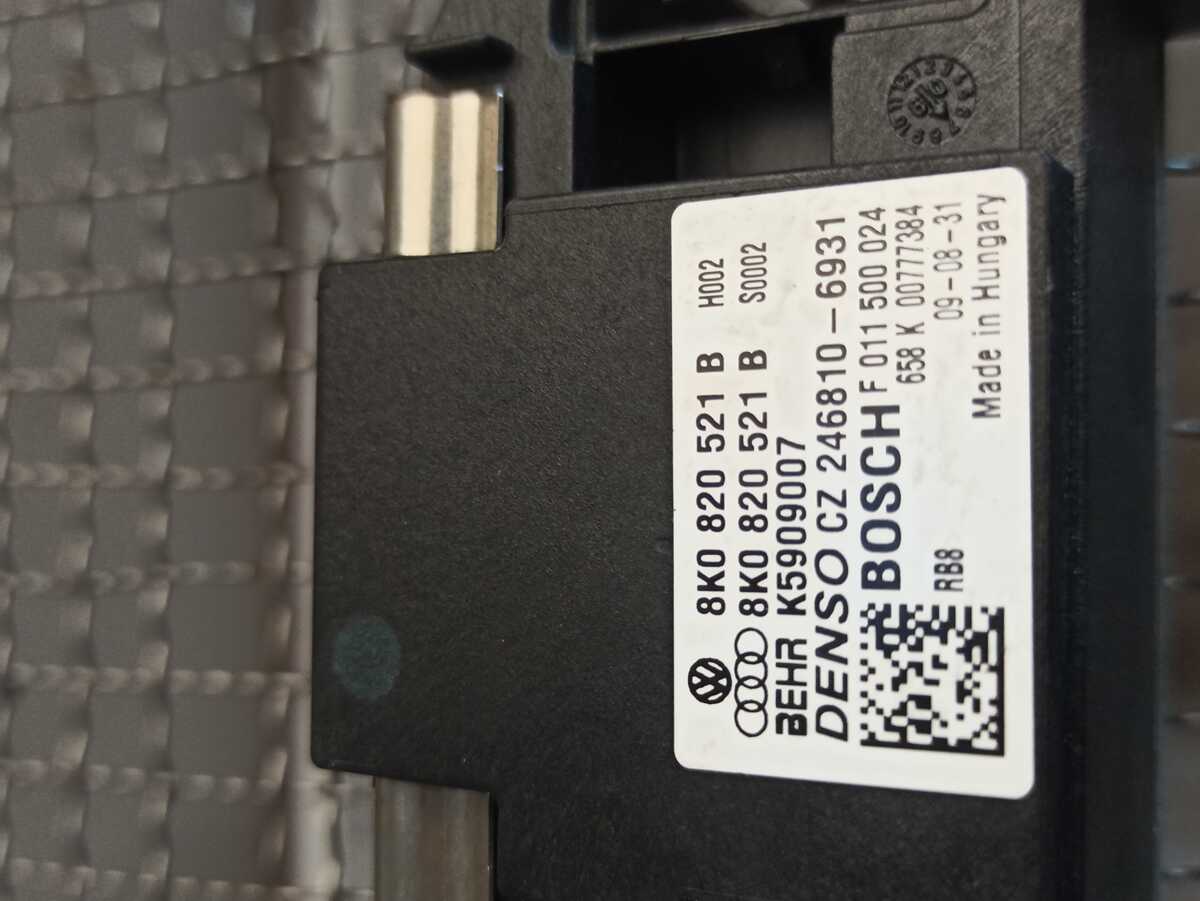 8K0 820 521 B H002
8K0 820 521 B S0002
BEHR K5909007
DENSO CZ 246810-6931
BOSCH F 011 500 024
658 K 00777384
RB8 09-08-31
Made in Hungary